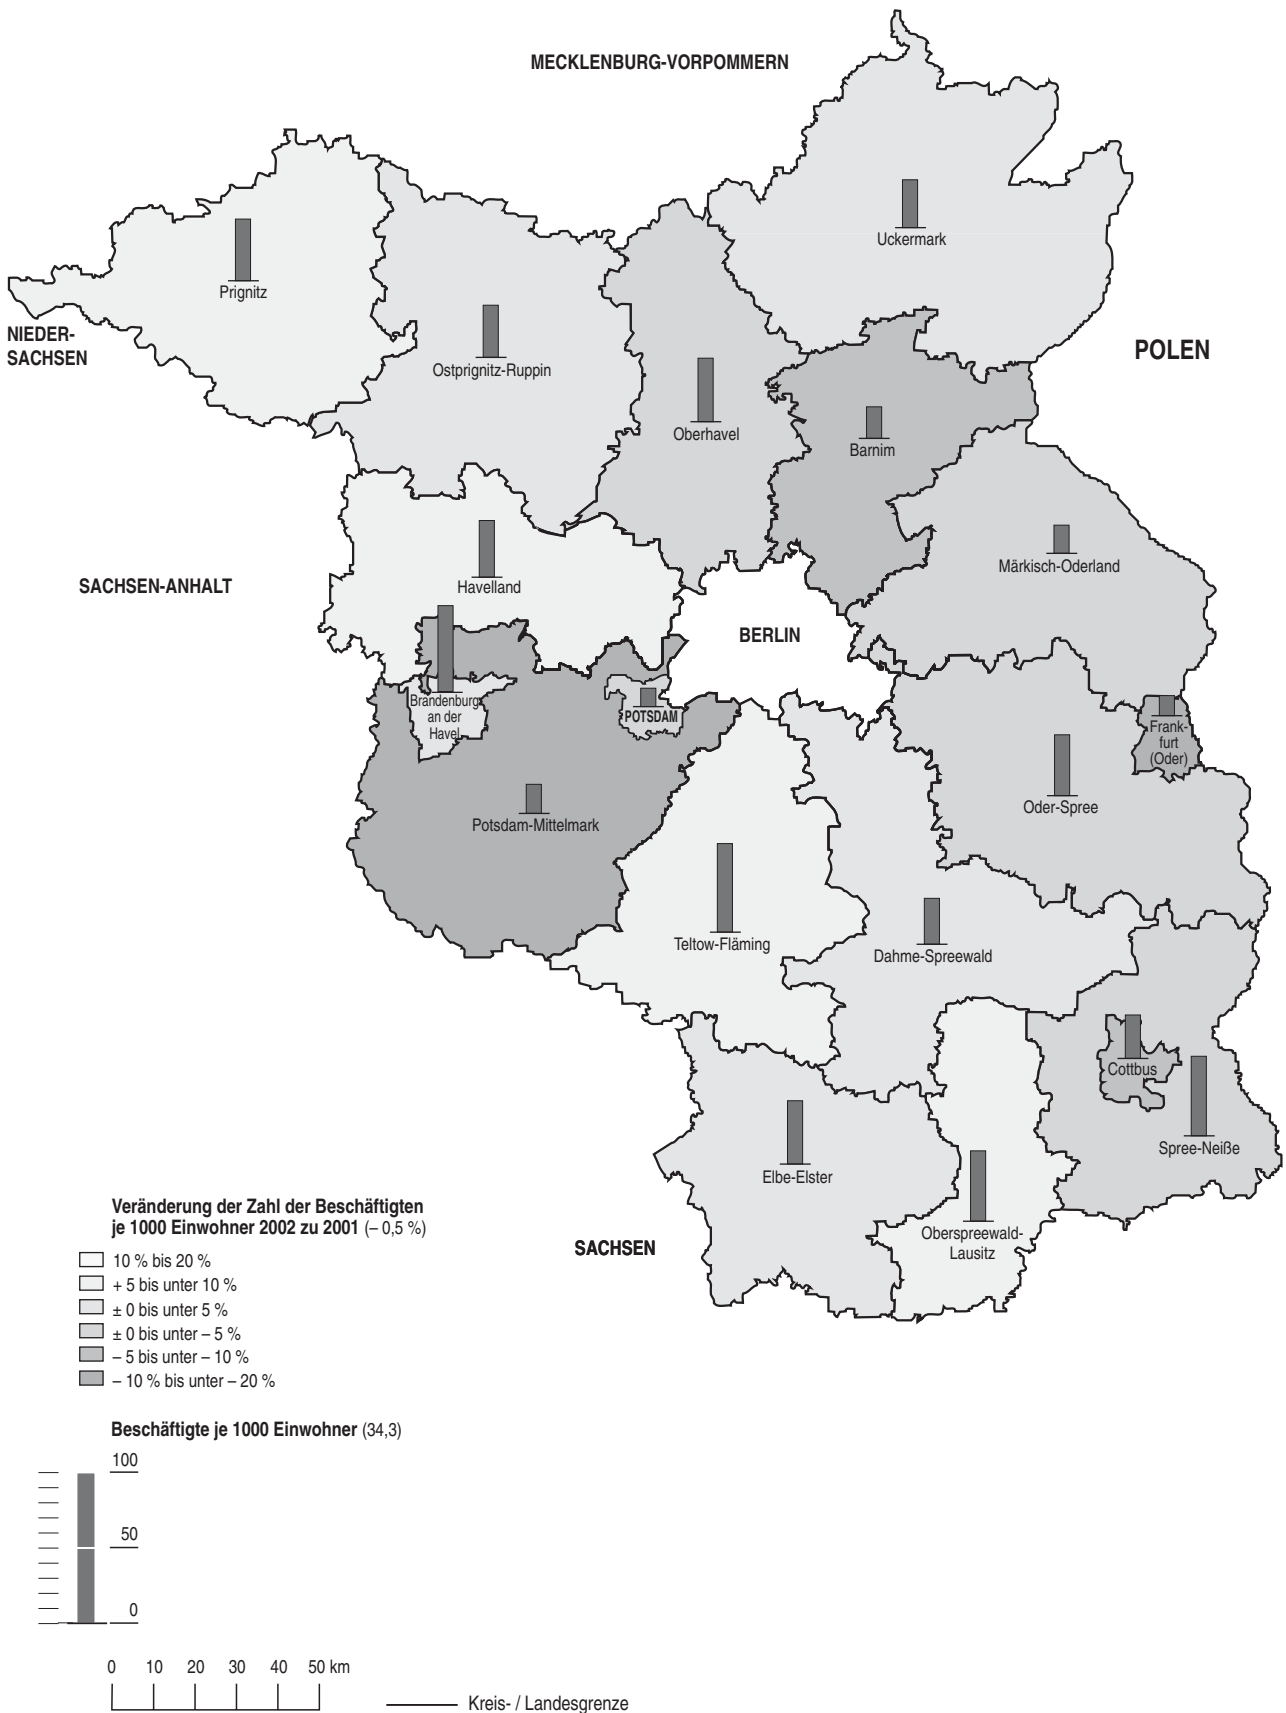 MECKLENBURG-VORPOMMERN
Uckermark
Prignitz
NIEDER-
SACHSEN
POLEN
Ostprignitz-Ruppin
Oberhavel
Barnim
Märkisch-Oderland
SACHSEN-ANHALT
Havelland
BERLIN
Brandenburg
an der
Havel
POTSDAM
Frank-
furt
(Oder)
Oder-Spree
Potsdam-Mittelmark
Teltow-Fläming
Dahme-Spreewald
Cottbus
Spree-Neiße
Elbe-Elster
Oberspreewald-
Lausitz
SACHSEN
Veränderung der Zahl der Beschäftigten
je 1000 Einwohner 2002 zu 2001 (– 0,5 %)
10 % bis 20 %
+ 5 bis unter 10 %
± 0 bis unter 5 %
± 0 bis unter – 5 %
– 5 bis unter – 10 %
– 10 % bis unter – 20 %
Beschäftigte je 1000 Einwohner (34,3)
100
50
0
0 10 20 30 40 50 km
Kreis- / Landesgrenze